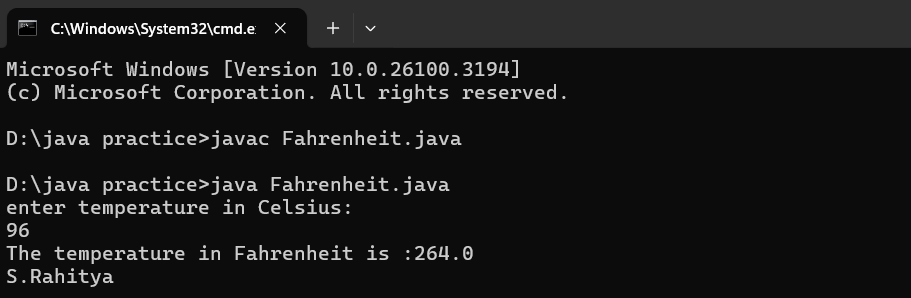 C:\Windows\System32\cmd.e
Microsoft Windows [Version 10.0.26100.3194]
(c) Microsoft Corporation. All rights reserved.
D:\java practice>javac Fahrenheit.java
D:\java practice>java Fahrenheit.java
enter temperature in Celsius:
96
The temperature in Fahrenheit is :264.0
S.Rahitya